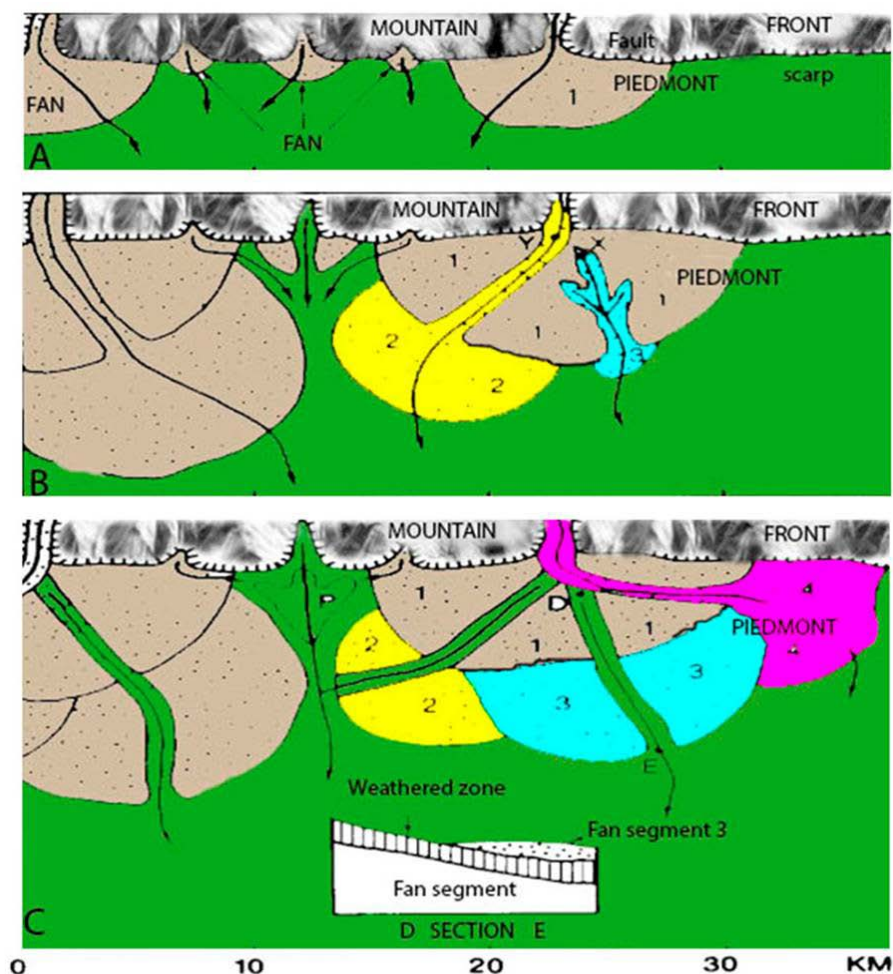 MOUNTAIN
FRONT
Fault
PIEDMONT
scarp
FAN
1
FAN
A
MOUNTAIN
FRONT
Y
X
1
PIEDMONT
1
1
2
3
2
B
MOUNTAIN
FRONT
P
1
D
4
1
1
PIEDMONT
2
3
4
2
3
E
Weathered zone
Fan segment 3
Fan segment
C
D SECTION E
0 10 20 30 KM